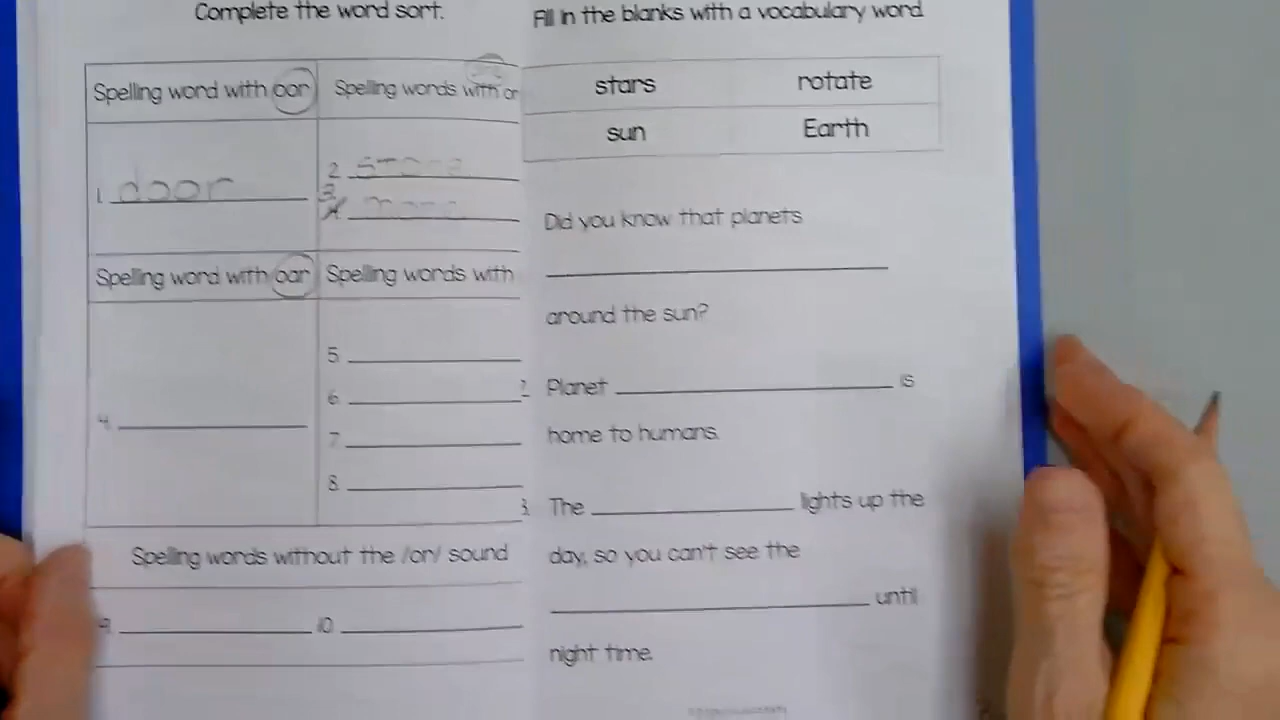 Complete the word sort.
Spelling word with oor
Spelling words with or
1. door
2. store
3.
4. more
Spelling word with oar
Spelling words with
4.
5.
6.
7.
8.
Spelling words without the /or/ sound
9.
10.
Fill in the blanks with a vocabulary word
stars rotate
sun Earth
Did you know that planets
around the sun?
2. Planet is
home to humans.
3. The lights up the
day, so you can't see the
until
night time.